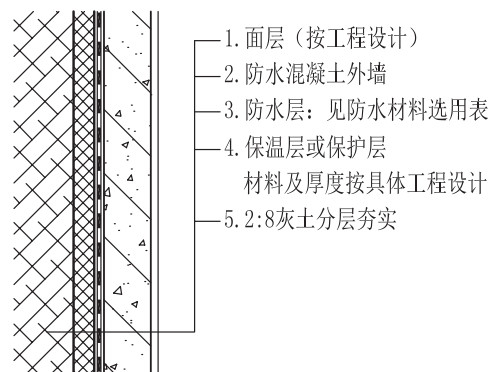 1.面层（按工程设计）
2.防水混凝土外墙
3.防水层：见防水材料选用表
4.保温层或保护层
材料及厚度按具体工程设计
5.2:8灰土分层夯实